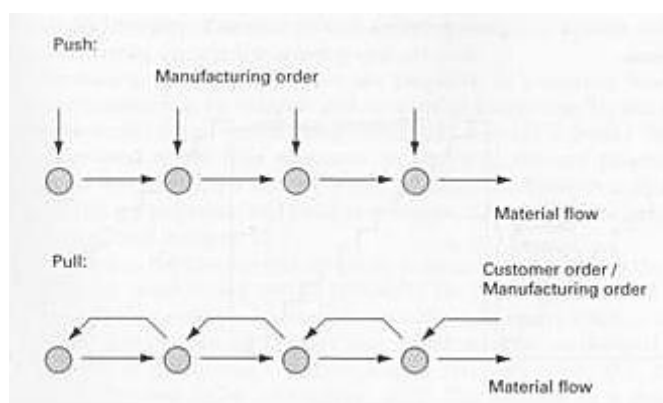 Push:
Manufacturing order
Material flow
Pull:
Customer order /
Manufacturing order
Material flow